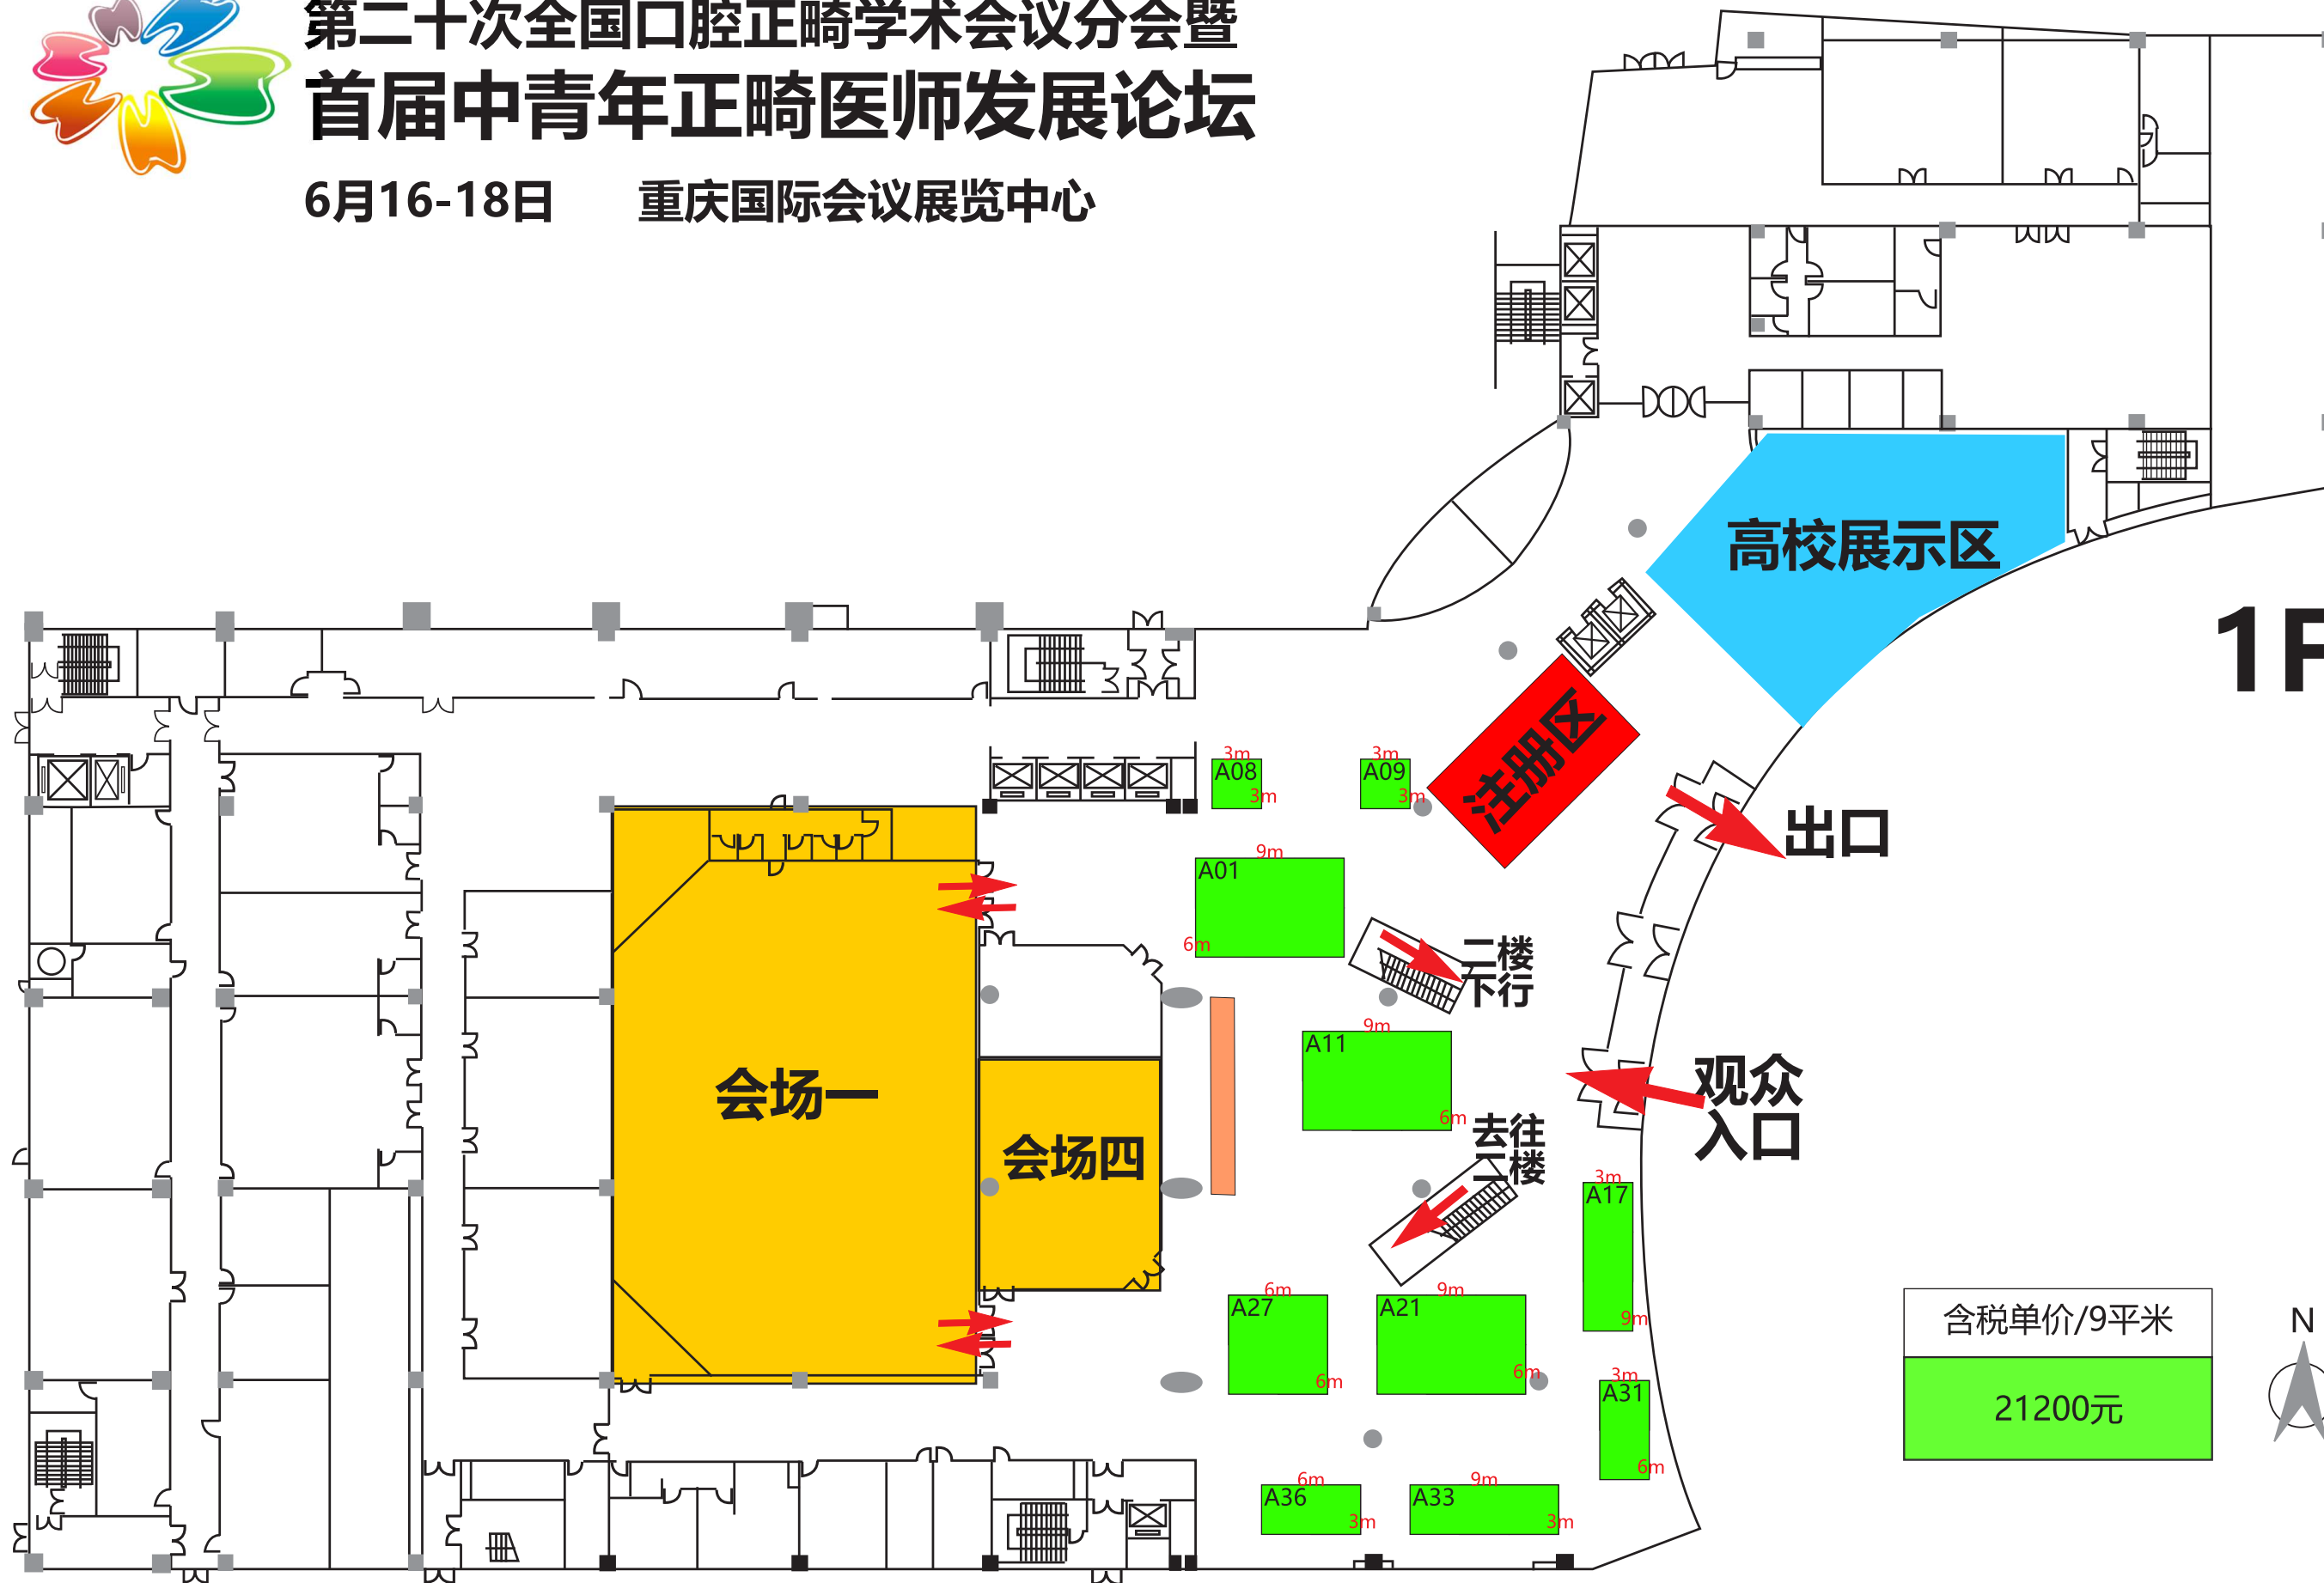 第二十次全国口腔正畸学术会议分会暨
首届中青年正畸医师发展论坛
6月16-18日 重庆国际会议展览中心
高校展示区
1F
注册区
3m
A08
3m
3m
A09
3m
出口
9m
A01
6m
二楼
下行
9m
A11
6m
会场一
会场四
观众
入口
去往
二楼
3m
A17
9m
6m
A27
6m
9m
A21
6m
3m
A31
6m
6m
A36
3m
9m
A33
3m
含税单价/9平米
21200元
N